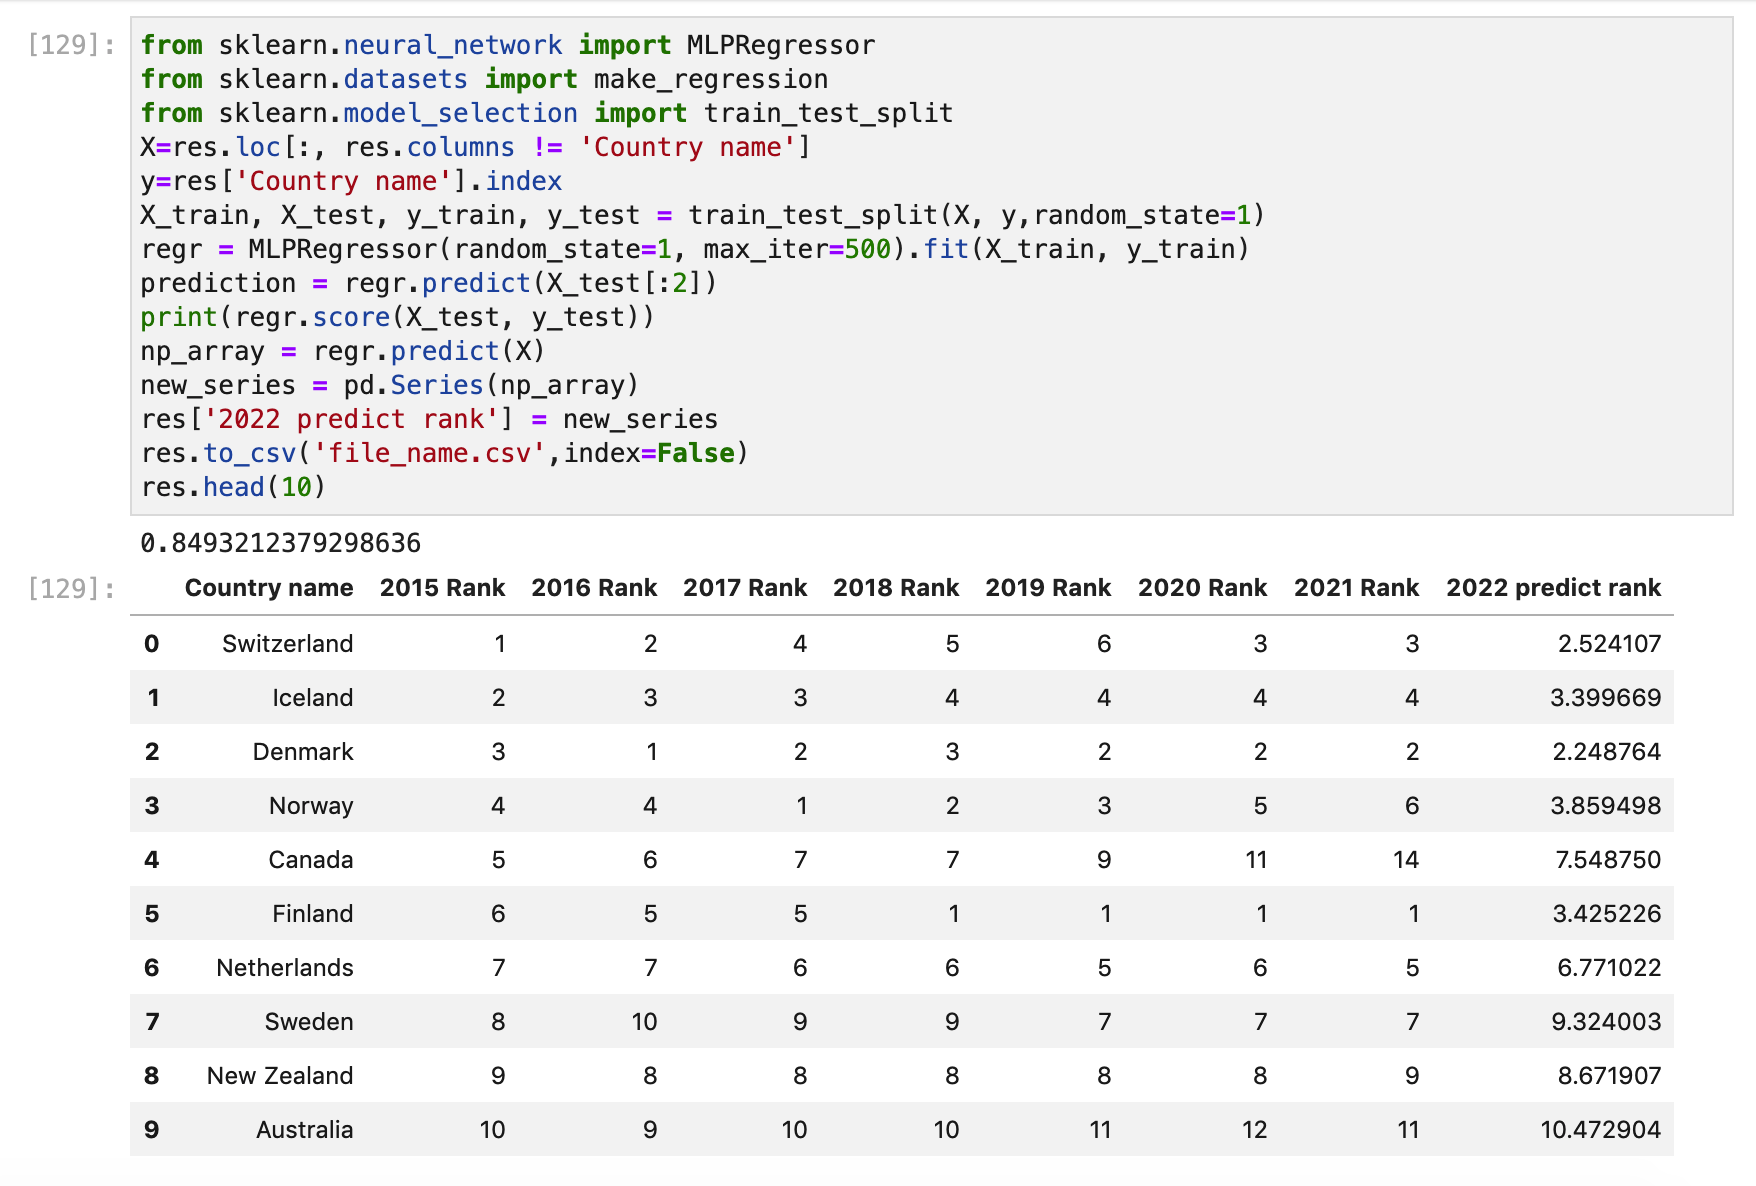 [129]:
from sklearn.neural_network import MLPRegressor
from sklearn.datasets import make_regression
from sklearn.model_selection import train_test_split
X=res.loc[:, res.columns != 'Country name']
y=res['Country name'].index
X_train, X_test, y_train, y_test = train_test_split(X, y,random_state=1)
regr = MLPRegressor(random_state=1, max_iter=500).fit(X_train, y_train)
prediction = regr.predict(X_test[:2])
print(regr.score(X_test, y_test))
np_array = regr.predict(X)
new_series = pd.Series(np_array)
res['2022 predict rank'] = new_series
res.to_csv('file_name.csv',index=False)
res.head(10)
0.8493212379298636
[129]:
Country name 2015 Rank 2016 Rank 2017 Rank 2018 Rank 2019 Rank 2020 Rank 2021 Rank 2022 predict rank
0 Switzerland 1 2 4 5 6 3 3 2.524107
1 Iceland 2 3 3 4 4 4 4 3.399669
2 Denmark 3 1 2 3 2 2 2 2.248764
3 Norway 4 4 1 2 3 5 6 3.859498
4 Canada 5 6 7 7 9 11 14 7.548750
5 Finland 6 5 5 1 1 1 1 3.425226
6 Netherlands 7 7 6 6 5 6 5 6.771022
7 Sweden 8 10 9 9 7 7 7 9.324003
8 New Zealand 9 8 8 8 8 8 9 8.671907
9 Australia 10 9 10 10 11 12 11 10.472904